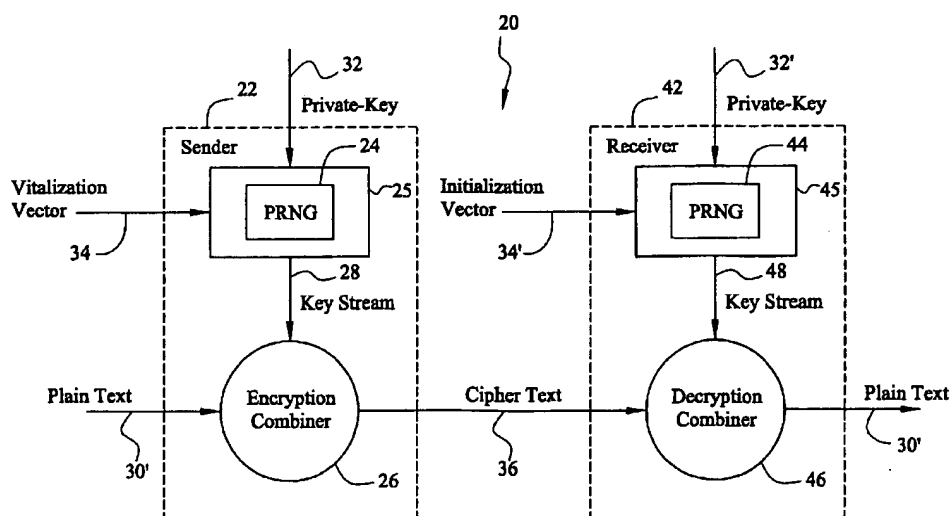 20
32
32'
22
Private-Key
42
Private-Key
Sender
24
Receiver
44
Vitalization
Vector
25
PRNG
Initialization
Vector
45
PRNG
34
34'
28
48
Key Stream
Key Stream
Plain Text
Encryption
Combiner
Cipher Text
Decryption
Combiner
Plain Text
30'
26
36
46
30'